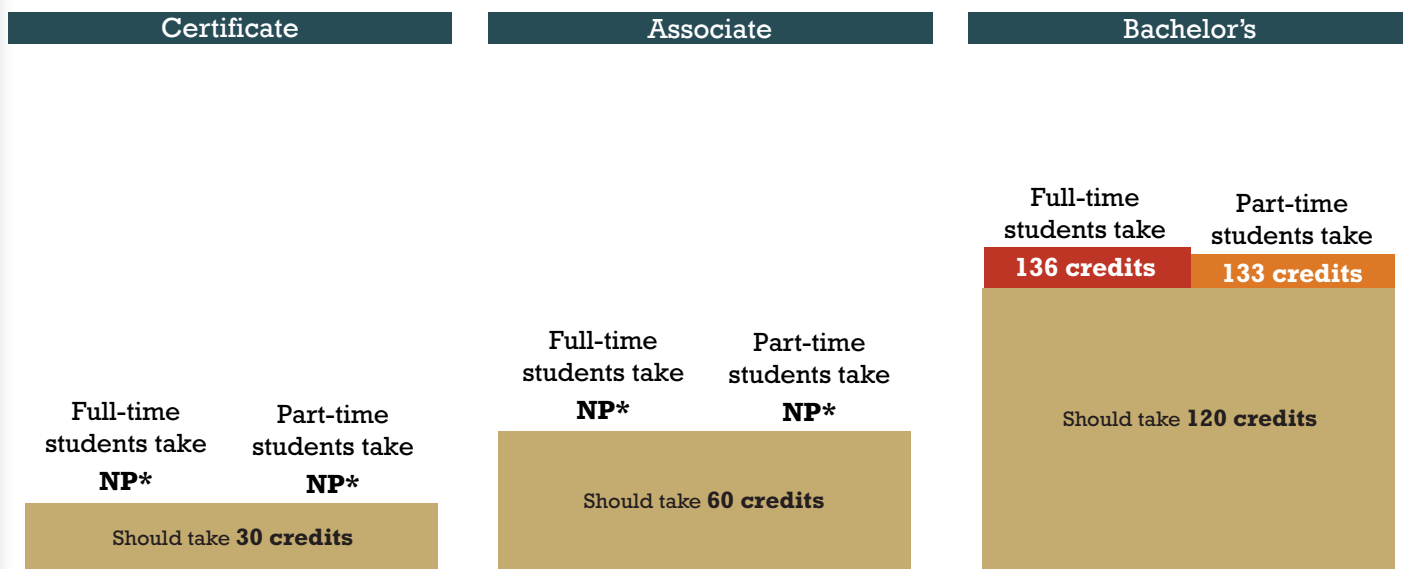 Certificate
Full-time
students take
NP*
Part-time
students take
NP*
Should take 30 credits
Associate
Full-time
students take
NP*
Part-time
students take
NP*
Should take 60 credits
Bachelor's
Full-time
students take
136 credits
Part-time
students take
133 credits
Should take 120 credits